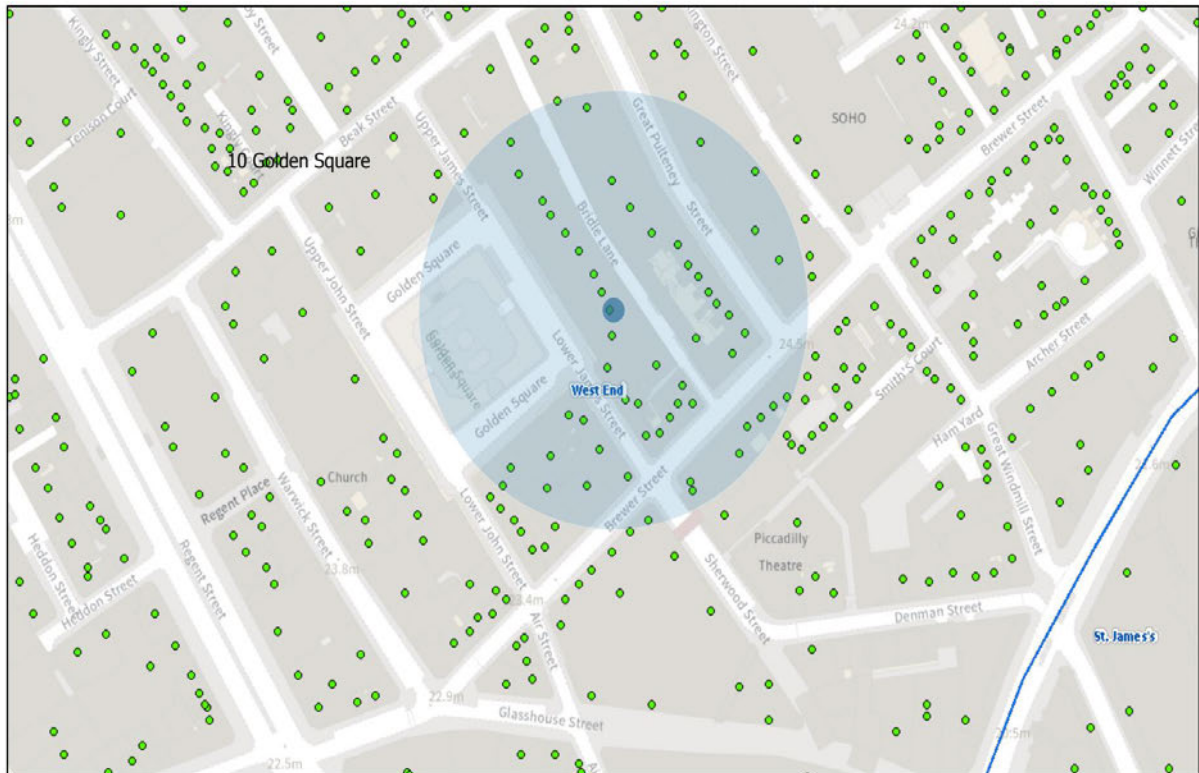 Kingly Street
Tenison Court
Kingly Court
10 Golden Square
Beak Street
Upper James Street
Bridle Lane
Great Pulteney
Street
SOHO
24.2m
Brewer Street
Winnett
Upper John Street
Golden Square
Golden Square
Golden Square
Lower James Street
West End
24.5m
Smith'S Court
Archer Street
Ham Yard
Great Windmill Street
Church
Regent Place
Warwick Street
Lower John Street
Brewer Street
Piccadilly
Theatre
Sherwood Street
Denman Street
St. James's
Heddon Street
Heddon Street
Regent Street
23.8m
23.4m
Air Street
22.9m
Glasshouse Street
22.5m